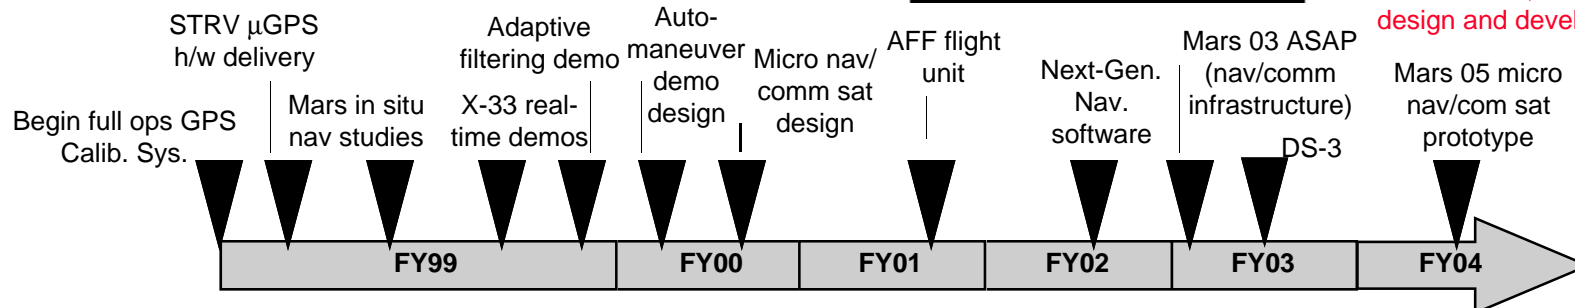 STRV µGPS
h/w delivery
Begin full ops GPS
Calib. Sys.
Mars in situ
nav studies
Adaptive
filtering demo
X-33 real-
time demos
Auto-
maneuver
demo
design
Micro nav/
comm sat
design
AFF flight
unit
Next-Gen.
Nav.
software
Mars 03 ASAP
(nav/comm
infrastructure)
DS-3
design and devel
Mars 05 micro
nav/com sat
prototype
FY99
FY00
FY01
FY02
FY03
FY04